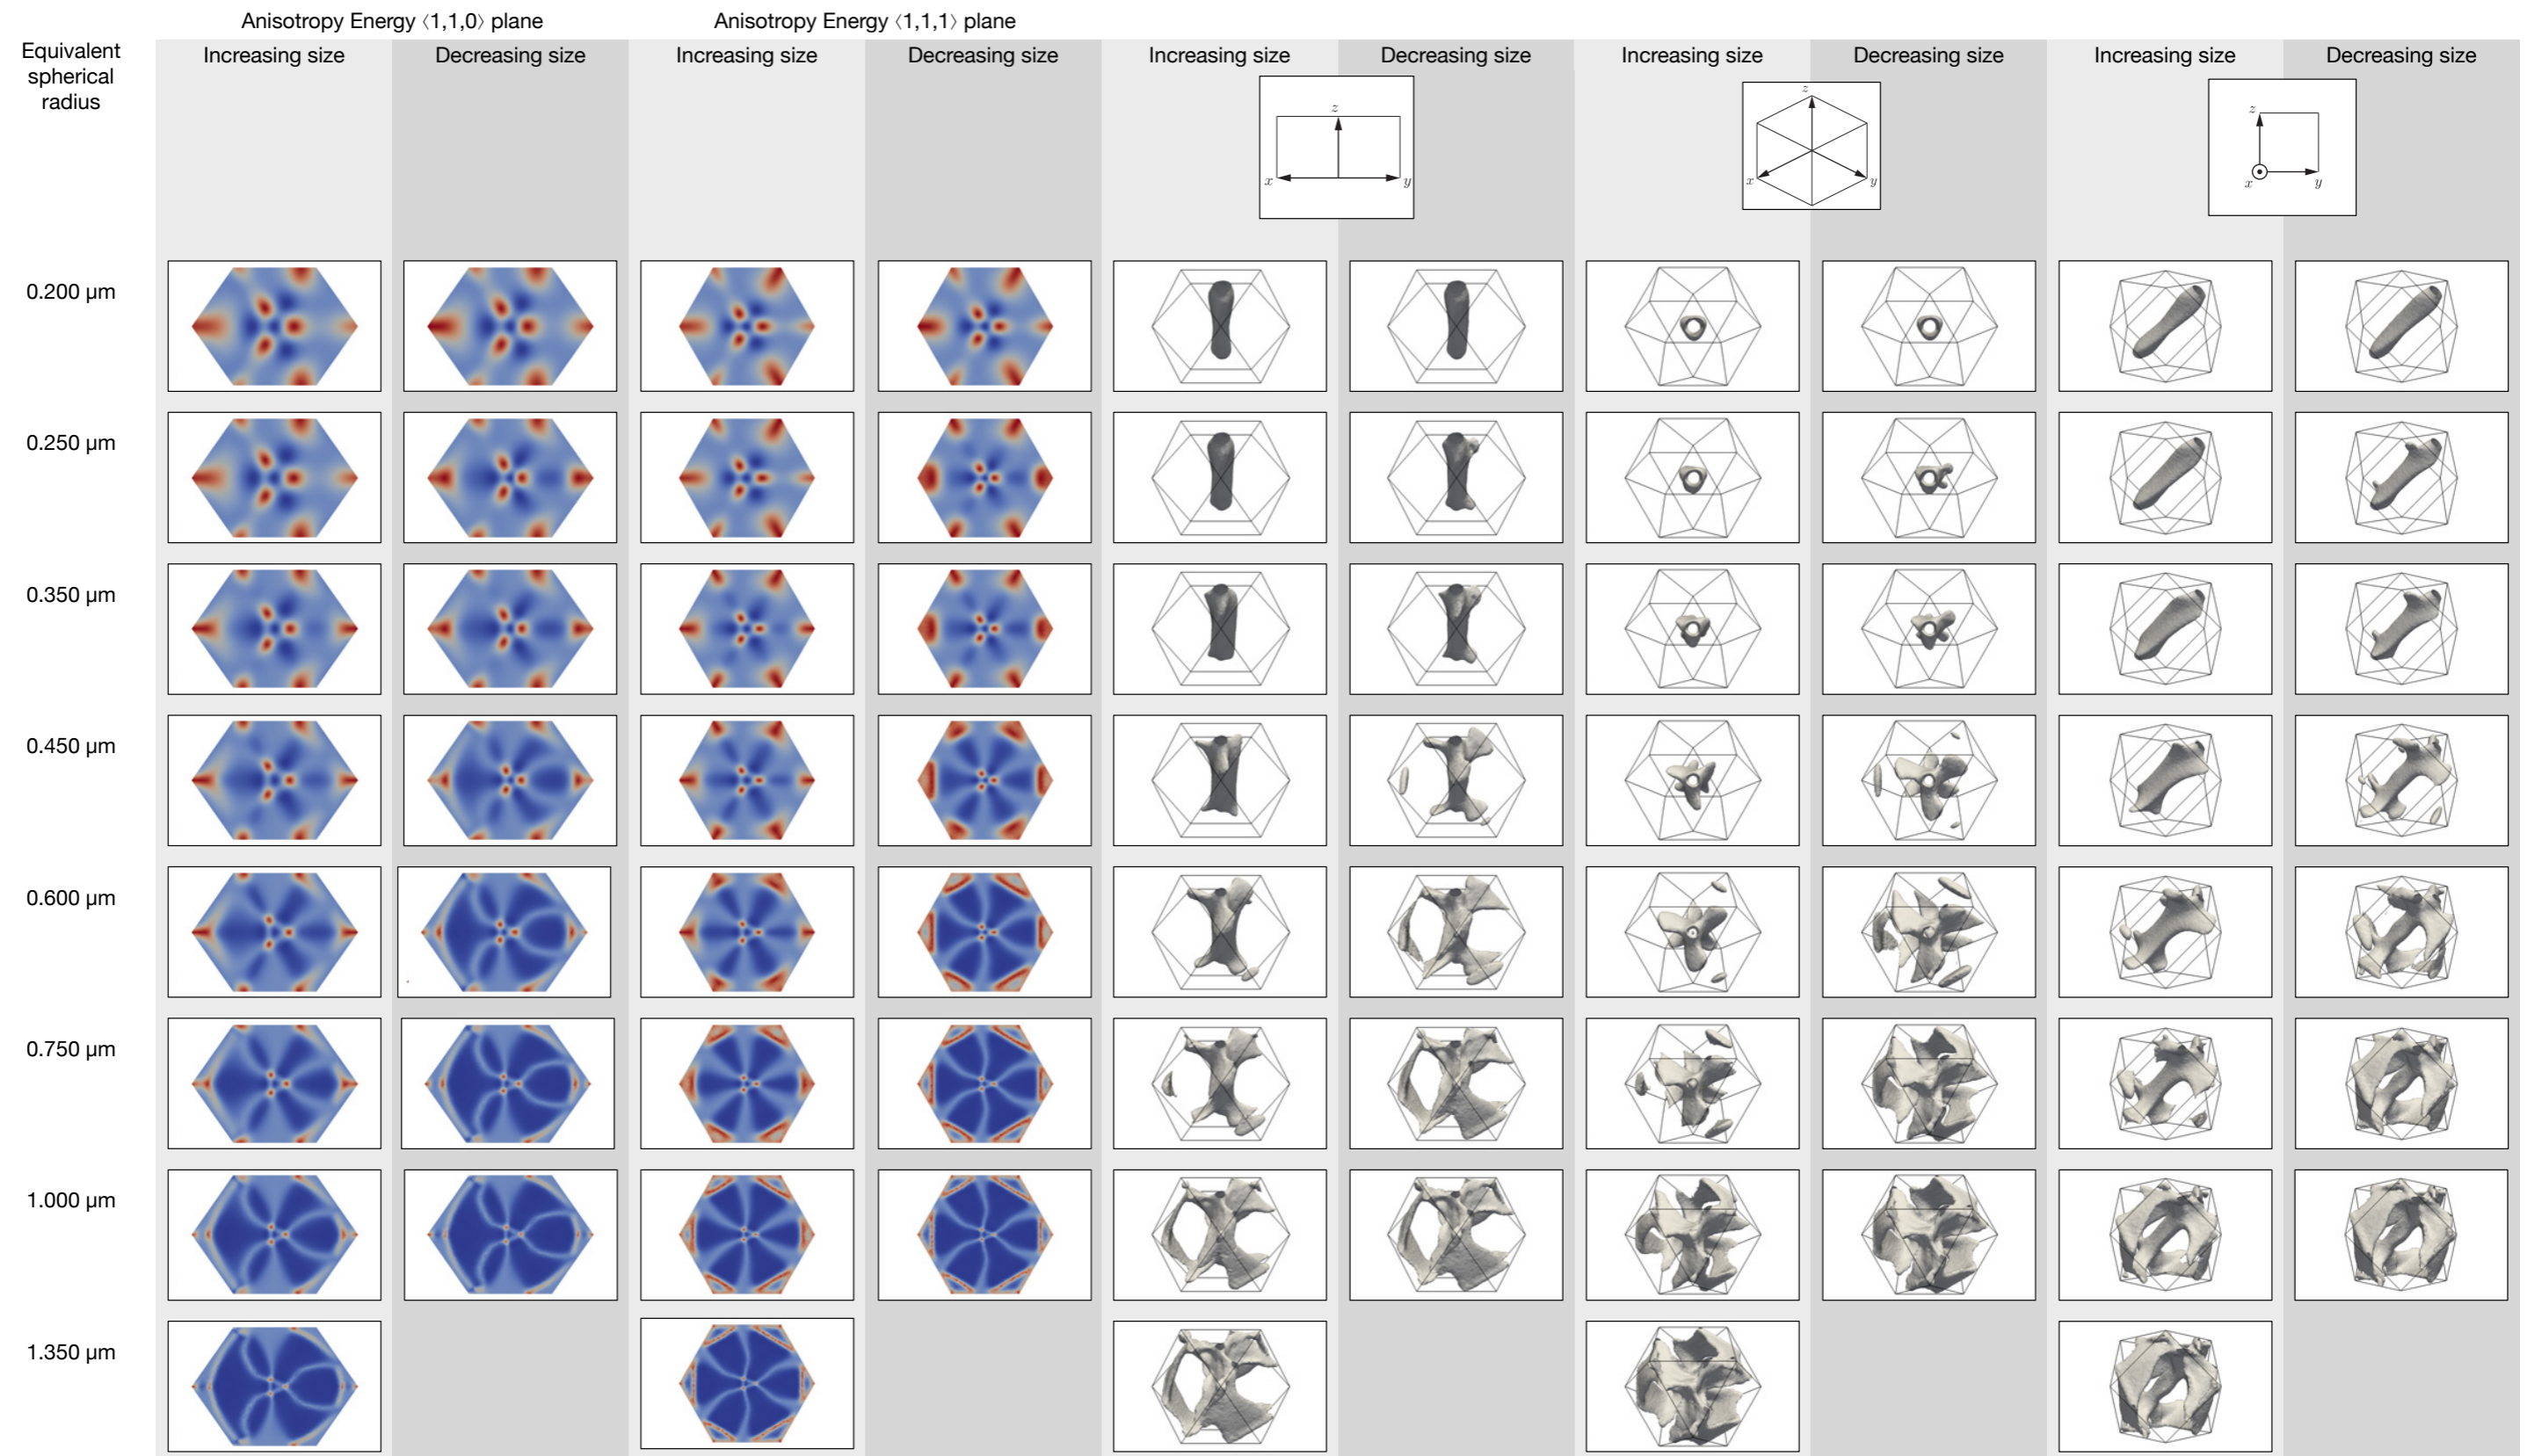 Anisotropy Energy ⟨1,1,0⟩ plane
Anisotropy Energy ⟨1,1,1⟩ plane
Equivalent
spherical
radius
Increasing size
Decreasing size
Increasing size
Decreasing size
Increasing size
Decreasing size
Increasing size
Decreasing size
Increasing size
Decreasing size
z
x
y
z
x
y
z
x
y
0.200 µm
0.250 µm
0.350 µm
0.450 µm
0.600 µm
0.750 µm
1.000 µm
1.350 µm